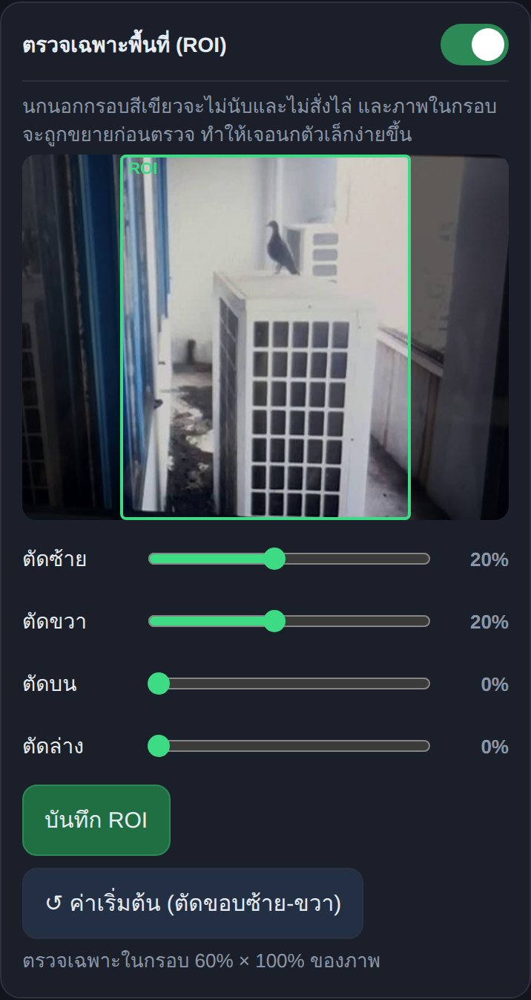 ตรวจเฉพาะพื้นที่ (ROI)
นกนอกกรอบสีเขียวจะไม่นับและไม่สั่งไล่ และภาพในกรอบ
จะถูกขยายก่อนตรวจ ทำให้เจอนกตัวเล็กง่ายขึ้น
ROI
ตัดซ้าย 20%
ตัดขวา 20%
ตัดบน 0%
ตัดล่าง 0%
บันทึก ROI
↺ ค่าเริ่มต้น (ตัดขอบซ้าย-ขวา)
ตรวจเฉพาะในกรอบ 60% × 100% ของภาพ